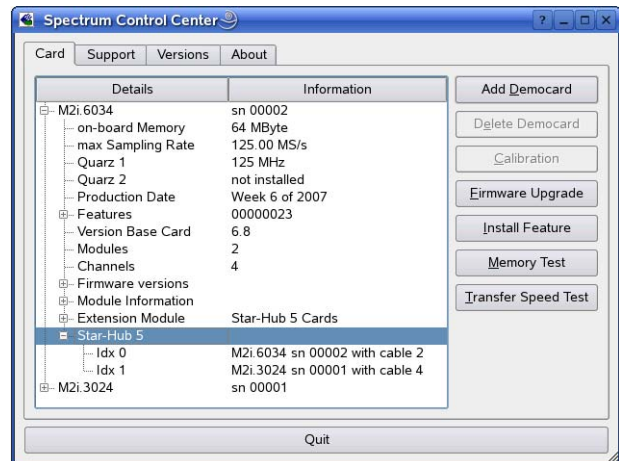 Spectrum Control Center
Card Support Versions About
Details Information
M2i.6034 sn 00002
on-board Memory 64 MByte
max Sampling Rate 125.00 MS/s
Quarz 1 125 MHz
Quarz 2 not installed
Production Date Week 6 of 2007
Features 00000023
Version Base Card 6.8
Modules 2
Channels 4
Firmware versions
Module Information
Extension Module Star-Hub 5 Cards
Star-Hub 5
Idx 0 M2i.6034 sn 00002 with cable 2
Idx 1 M2i.3024 sn 00001 with cable 4
M2i.3024 sn 00001
Add Democard
Delete Democard
Calibration
Firmware Upgrade
Install Feature
Memory Test
Transfer Speed Test
Quit